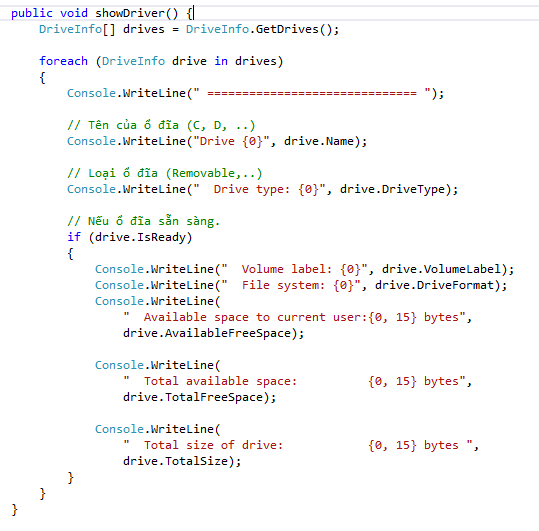 public void showDriver() {
    DriveInfo[] drives = DriveInfo.GetDrives();
    foreach (DriveInfo drive in drives)
    {
        Console.WriteLine(" ============================== ");
        // Tên của ổ đĩa (C, D, ..)
        Console.WriteLine("Drive {0}", drive.Name);
        // Loại ổ đĩa (Removable,..)
        Console.WriteLine("  Drive type: {0}", drive.DriveType);
        // Nếu ổ đĩa sẵn sàng.
        if (drive.IsReady)
        {
            Console.WriteLine("  Volume label: {0}", drive.VolumeLabel);
            Console.WriteLine("  File system: {0}", drive.DriveFormat);
            Console.WriteLine(
                "  Available space to current user:{0, 15} bytes",
                drive.AvailableFreeSpace);
            Console.WriteLine(
                "  Total available space:          {0, 15} bytes",
                drive.TotalFreeSpace);
            Console.WriteLine(
                "  Total size of drive:            {0, 15} bytes ",
                drive.TotalSize);
        }
    }
}